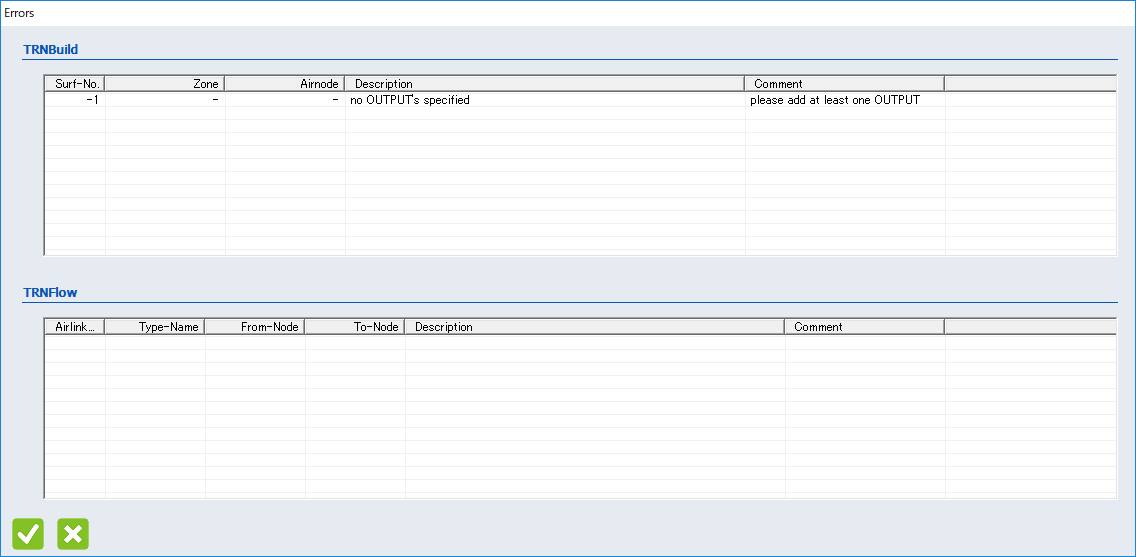 Errors
TRNBuild
Surf-No. Zone Airnode Description Comment
-1 - - no OUTPUT's specified please add at least one OUTPUT
TRNFlow
Airlink... Type-Name From-Node To-Node Description Comment